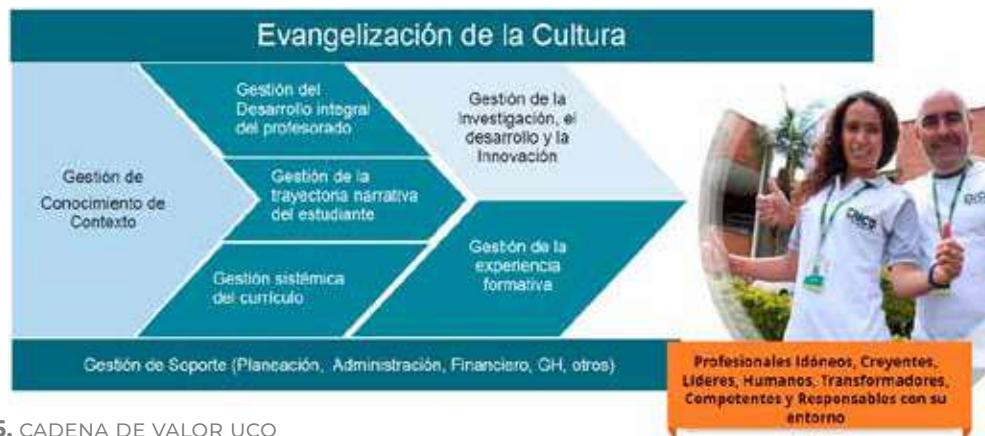 Evangelización de la Cultura
Gestión de
Conocimiento de
Contexto
Gestión del
Desarrollo integral
del profesorado
Gestión de la
trayectoria narrativa
del estudiante
Gestión sistémica
del currículo
Gestión de la
Investigación, el
desarrollo y la
Innovación
Gestión de la
experiencia
formativa
Gestión de Soporte (Planeación, Administración, Financiero, GH, otros)
Profesionales Idóneos, Creyentes,
Líderes, Humanos, Transformadores,
Competentes y Responsables con su
entorno
5. CADENA DE VALOR UCO